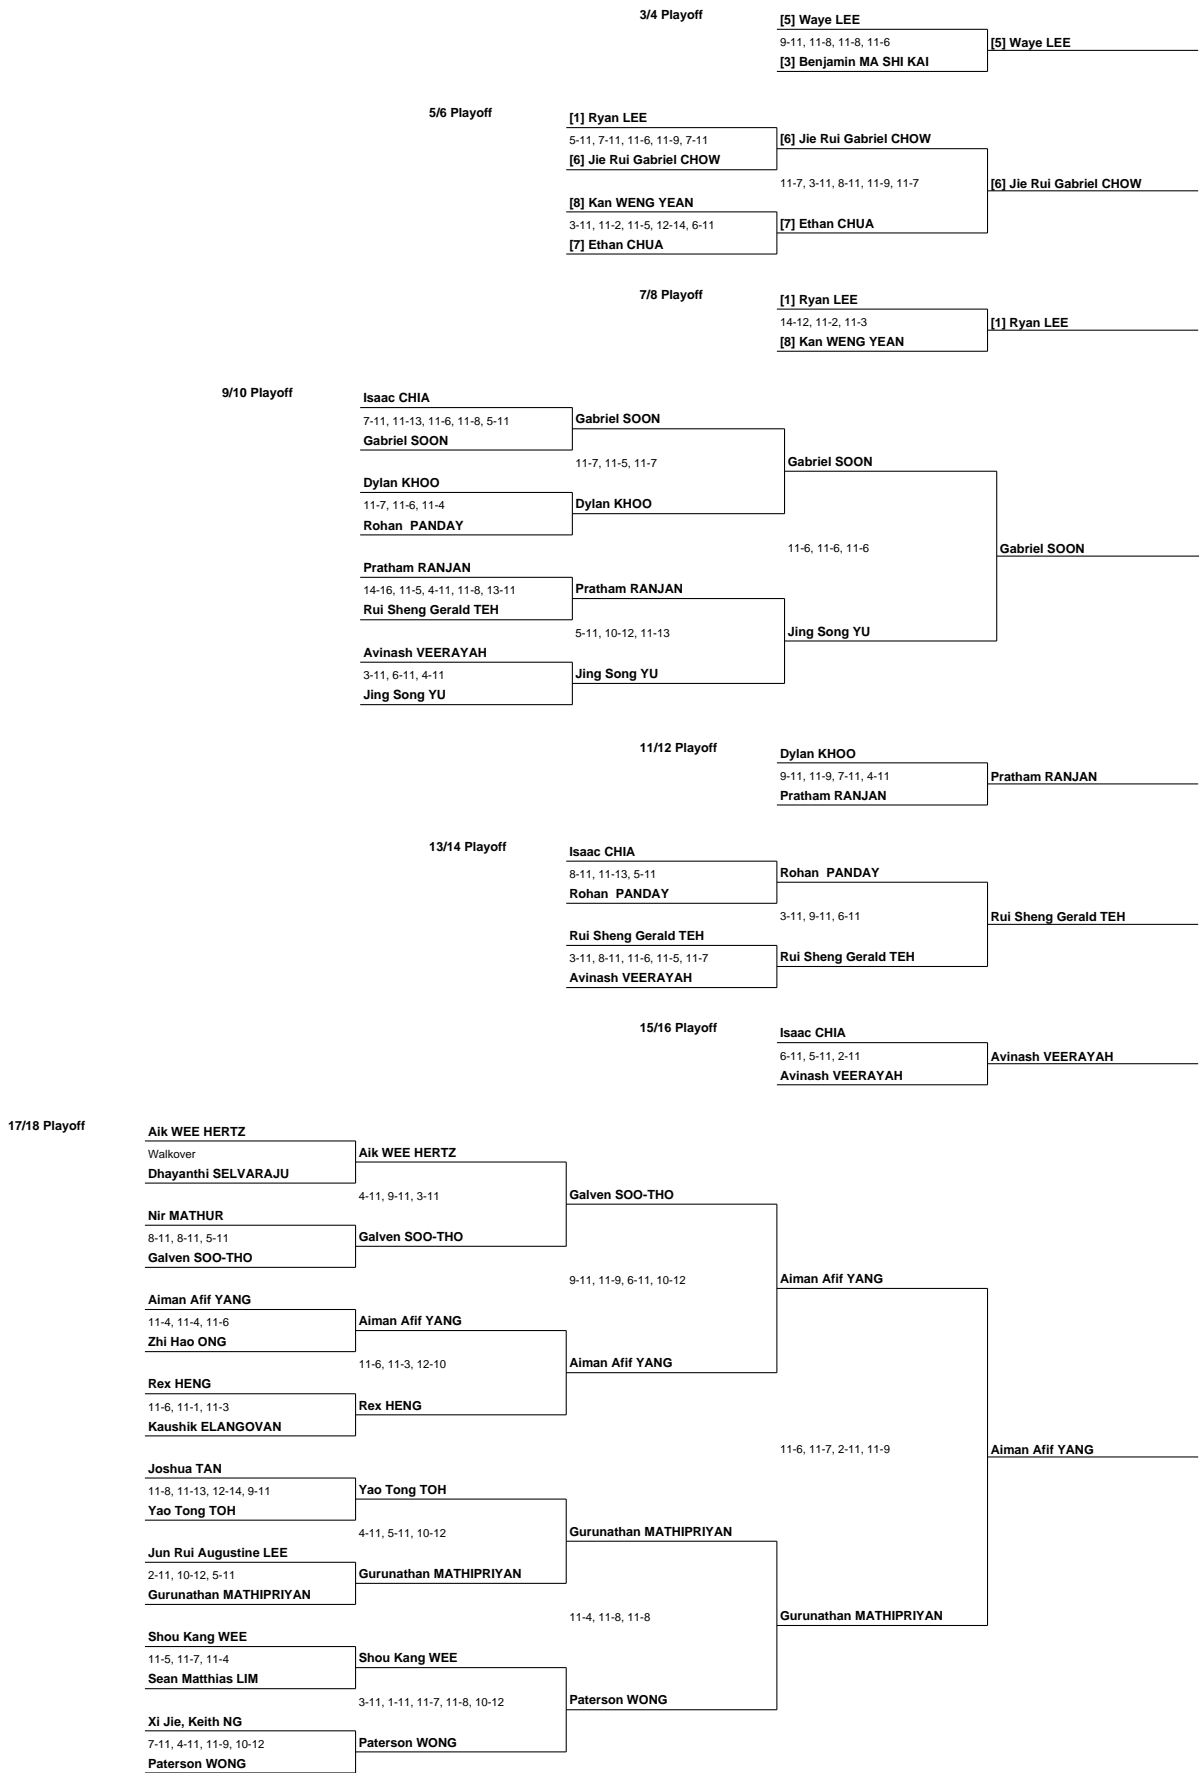 3/4 Playoff
[5] Waye LEE
9-11, 11-8, 11-8, 11-6
[5] Waye LEE
[3] Benjamin MA SHI KAI
5/6 Playoff
[1] Ryan LEE
5-11, 7-11, 11-6, 11-9, 7-11
[6] Jie Rui Gabriel CHOW
[6] Jie Rui Gabriel CHOW
11-7, 3-11, 8-11, 11-9, 11-7
[6] Jie Rui Gabriel CHOW
[8] Kan WENG YEAN
3-11, 11-2, 11-5, 12-14, 6-11
[7] Ethan CHUA
[7] Ethan CHUA
7/8 Playoff
[1] Ryan LEE
14-12, 11-2, 11-3
[1] Ryan LEE
[8] Kan WENG YEAN
9/10 Playoff
Isaac CHIA
7-11, 11-13, 11-6, 11-8, 5-11
Gabriel SOON
Gabriel SOON
11-7, 11-5, 11-7
Gabriel SOON
Dylan KHOO
11-7, 11-6, 11-4
Dylan KHOO
Rohan  PANDAY
11-6, 11-6, 11-6
Gabriel SOON
Pratham RANJAN
14-16, 11-5, 4-11, 11-8, 13-11
Pratham RANJAN
Rui Sheng Gerald TEH
5-11, 10-12, 11-13
Jing Song YU
Avinash VEERAYAH
3-11, 6-11, 4-11
Jing Song YU
Jing Song YU
11/12 Playoff
Dylan KHOO
9-11, 11-9, 7-11, 4-11
Pratham RANJAN
Pratham RANJAN
13/14 Playoff
Isaac CHIA
8-11, 11-13, 5-11
Rohan  PANDAY
Rohan  PANDAY
3-11, 9-11, 6-11
Rui Sheng Gerald TEH
Rui Sheng Gerald TEH
3-11, 8-11, 11-6, 11-5, 11-7
Rui Sheng Gerald TEH
Avinash VEERAYAH
15/16 Playoff
Isaac CHIA
6-11, 5-11, 2-11
Avinash VEERAYAH
Avinash VEERAYAH
17/18 Playoff
Aik WEE HERTZ
Walkover
Aik WEE HERTZ
Dhayanthi SELVARAJU
4-11, 9-11, 3-11
Galven SOO-THO
Nir MATHUR
8-11, 8-11, 5-11
Galven SOO-THO
Galven SOO-THO
9-11, 11-9, 6-11, 10-12
Aiman Afif YANG
Aiman Afif YANG
11-4, 11-4, 11-6
Aiman Afif YANG
Zhi Hao ONG
11-6, 11-3, 12-10
Aiman Afif YANG
Rex HENG
11-6, 11-1, 11-3
Rex HENG
Kaushik ELANGOVAN
11-6, 11-7, 2-11, 11-9
Aiman Afif YANG
Joshua TAN
11-8, 11-13, 12-14, 9-11
Yao Tong TOH
Yao Tong TOH
4-11, 5-11, 10-12
Gurunathan MATHIPRIYAN
Jun Rui Augustine LEE
2-11, 10-12, 5-11
Gurunathan MATHIPRIYAN
Gurunathan MATHIPRIYAN
11-4, 11-8, 11-8
Gurunathan MATHIPRIYAN
Shou Kang WEE
11-5, 11-7, 11-4
Shou Kang WEE
Sean Matthias LIM
3-11, 1-11, 11-7, 11-8, 10-12
Paterson WONG
Xi Jie, Keith NG
7-11, 4-11, 11-9, 10-12
Paterson WONG
Paterson WONG